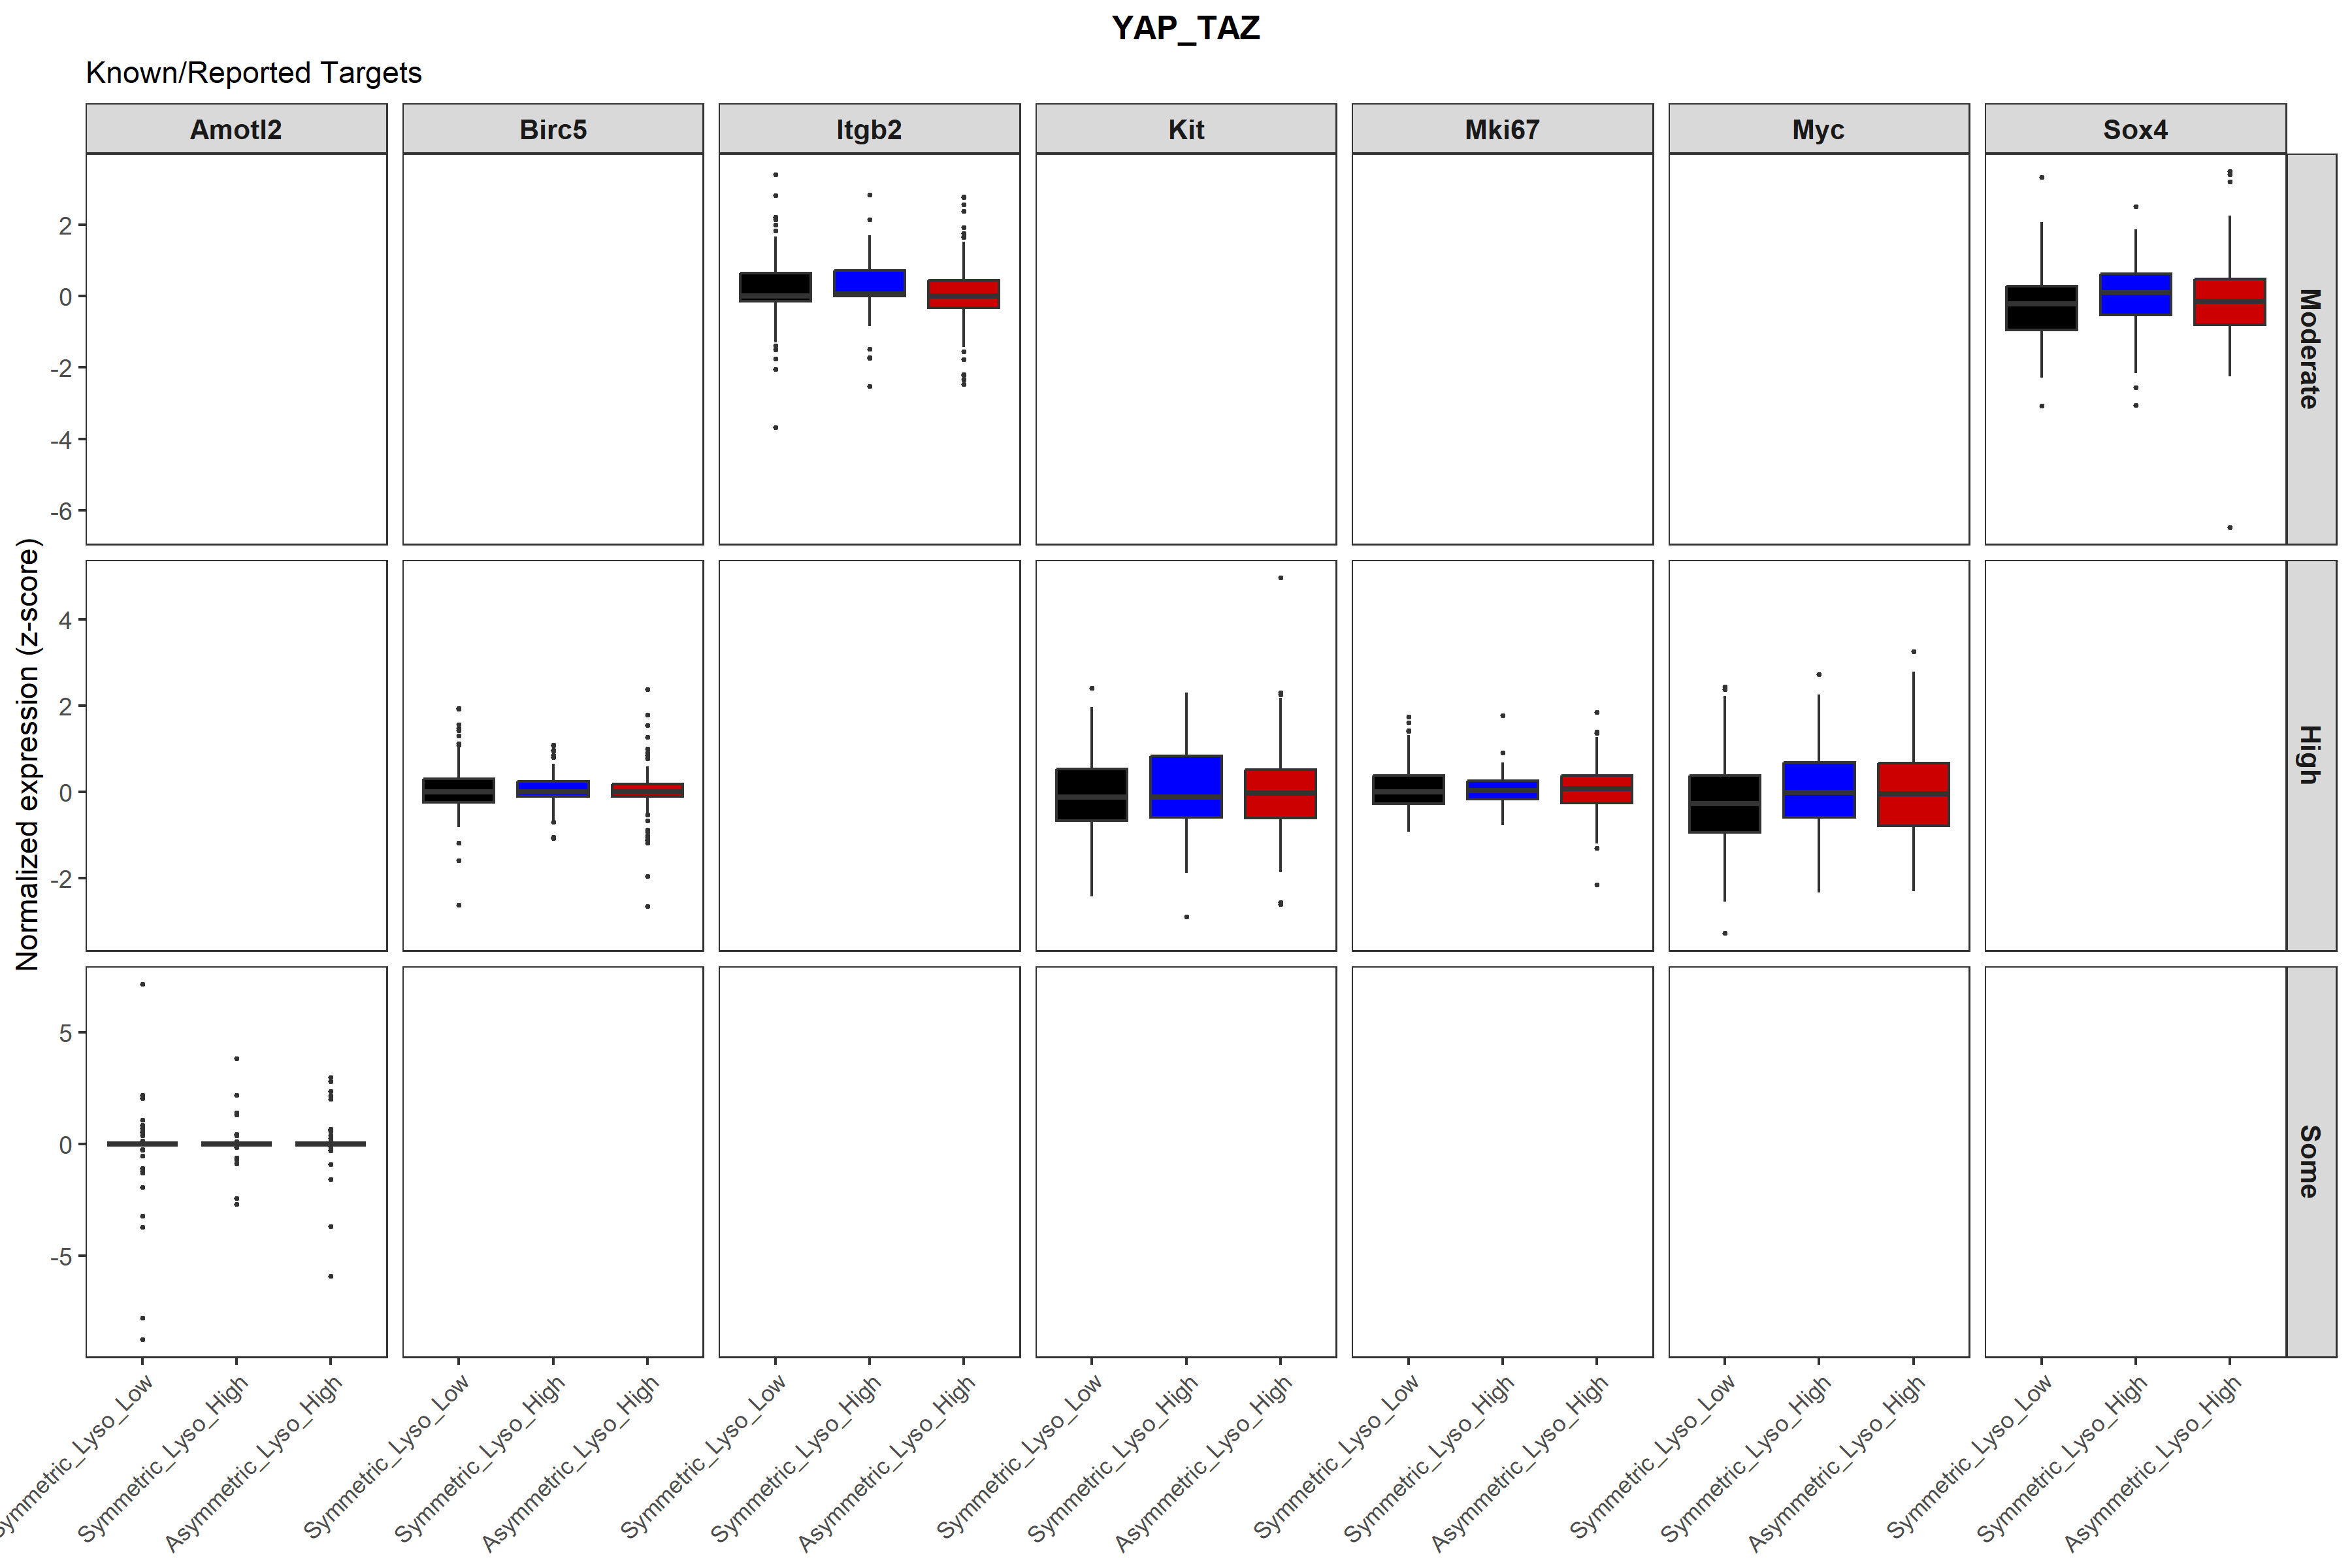 YAP_TAZ
Known/Reported Targets
Amotl2 Birc5 Itgb2 Kit Mki67 Myc Sox4
Normalized expression (z-score)
2
0
-2
-4
-6
Moderate
4
2
0
-2
High
5
0
-5
Some
Symmetric_Lyso_Low Symmetric_Lyso_High Asymmetric_Lyso_High
Symmetric_Lyso_Low Symmetric_Lyso_High Asymmetric_Lyso_High
Symmetric_Lyso_Low Symmetric_Lyso_High Asymmetric_Lyso_High
Symmetric_Lyso_Low Symmetric_Lyso_High Asymmetric_Lyso_High
Symmetric_Lyso_Low Symmetric_Lyso_High Asymmetric_Lyso_High
Symmetric_Lyso_Low Symmetric_Lyso_High Asymmetric_Lyso_High
Symmetric_Lyso_Low Symmetric_Lyso_High Asymmetric_Lyso_High